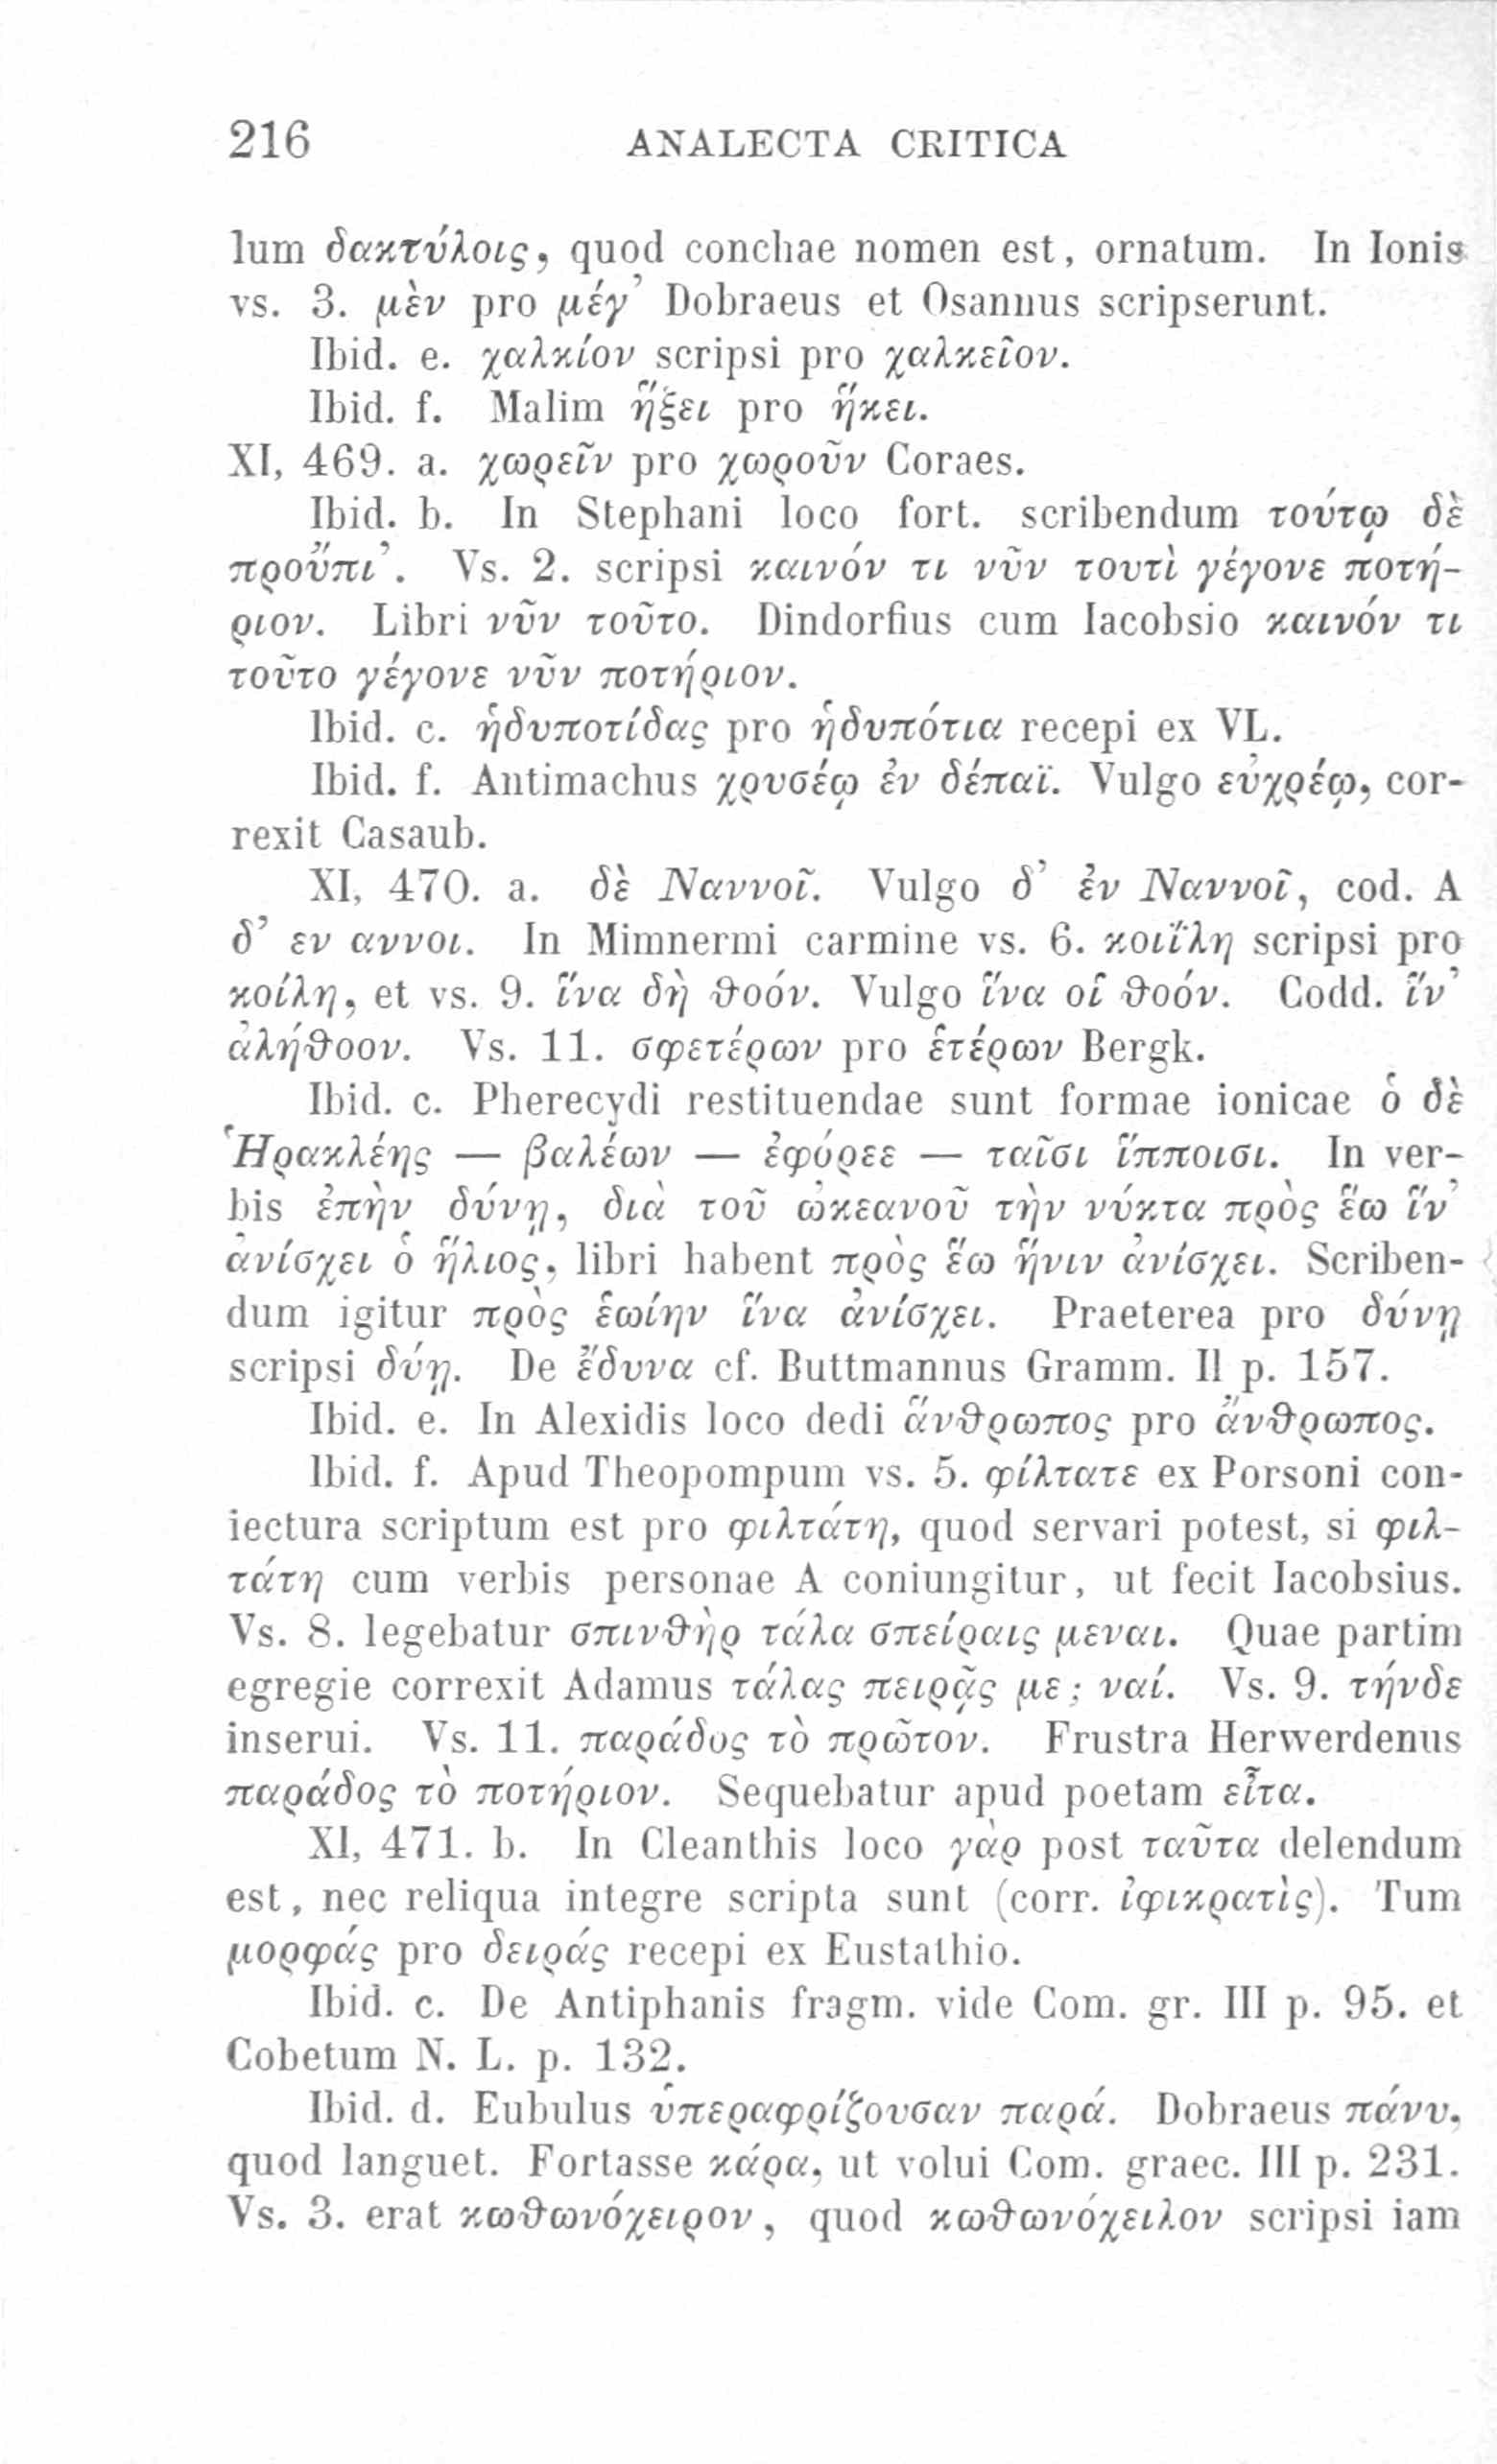 216 ANALECTA CRITICA
lum δακτύλοις, quod conchae nomen est, ornatum. In Ionis
vs. 3. μὲν pro μέγ’ Dobraeus et Osannus scripserunt.
Ibid. e. χαλκίον scripsi pro χαλκεῖον.
Ibid. f. Malim ἥξει pro ἥκει.
XI, 469. a. χωρεῖν pro χωροῦν Coraes.
Ibid. b. In Stephani loco fort. scribendum τούτῳ δὲ
προὔπι’. Vs. 2. scripsi καινόν τι νῦν τουτὶ γέγονε ποτή-
ριον. Libri νῦν τοῦτο. Dindorfius cum Iacobsio καινόν τι
τοῦτο γέγονε νῦν ποτήριον.
Ibid. c. ἡδυποτίδας pro ἡδυπότια recepi ex VL.
Ibid. f. Antimachus χρυσέῳ ἐν δέπαϊ. Vulgo εὐχρέῳ, cor-
rexit Casaub.
XI, 470. a. δὲ Ναννοῖ. Vulgo δ’ ἐν Ναννοῖ, cod. A
δ’ εν αννοι. In Mimnermi carmine vs. 6. κοιΐλη scripsi pro
κοίλη, et vs. 9. ἵνα δὴ θοόν. Vulgo ἵνα οἱ θοόν. Codd. ἵν’
ἀλήθοον. Vs. 11. σφετέρων pro ἑτέρων Bergk.
Ibid. c. Pherecydi restituendae sunt formae ionicae ὁ δὲ
Ἡρακλέης — βαλέων — ἐφόρεε — ταῖσι ἵπποισι. In ver-
bis ἐπὴν δύνῃ, διὰ τοῦ ὠκεανοῦ τὴν νύκτα πρὸς ἕω ἵν’
ἀνίσχει ὁ ἥλιος, libri habent πρὸς ἕω ἥνιν ἀνίσχει. Scriben-
dum igitur πρὸς ἑωίην ἵνα ἀνίσχει. Praeterea pro δύνῃ
scripsi δύῃ. De ἔδυνα cf. Buttmannus Gramm. II p. 157.
Ibid. e. In Alexidis loco dedi ἅνθρωπος pro ἄνθρωπος.
Ibid. f. Apud Theopompum vs. 5. φίλτατε ex Porsoni con-
iectura scriptum est pro φιλτάτη, quod servari potest, si φιλ-
τάτη cum verbis personae A coniungitur, ut fecit Iacobsius.
Vs. 8. legebatur σπινθὴρ τάλα σπείραις μεναι. Quae partim
egregie correxit Adamus τάλας πειρᾷς με; ναί. Vs. 9. τήνδε
inserui. Vs. 11. παράδος τὸ πρῶτον. Frustra Herwerdenus
παράδος τὸ ποτήριον. Sequebatur apud poetam εἶτα.
XI, 471. b. In Cleanthis loco γὰρ post ταῦτα delendum
est, nec reliqua integre scripta sunt (corr. ἰφικρατὶς). Tum
μορφάς pro δειράς recepi ex Eustathio.
Ibid. c. De Antiphanis fragm. vide Com. gr. III p. 95. et
Cobetum N. L. p. 132.
Ibid. d. Eubulus ὑπεραφρίζουσαν παρά. Dobraeus πάνυ,
quod languet. Fortasse κάρα, ut volui Com. graec. III p. 231.
Vs. 3. erat κωθωνόχειρον, quod κωθωνόχειλον scripsi iam